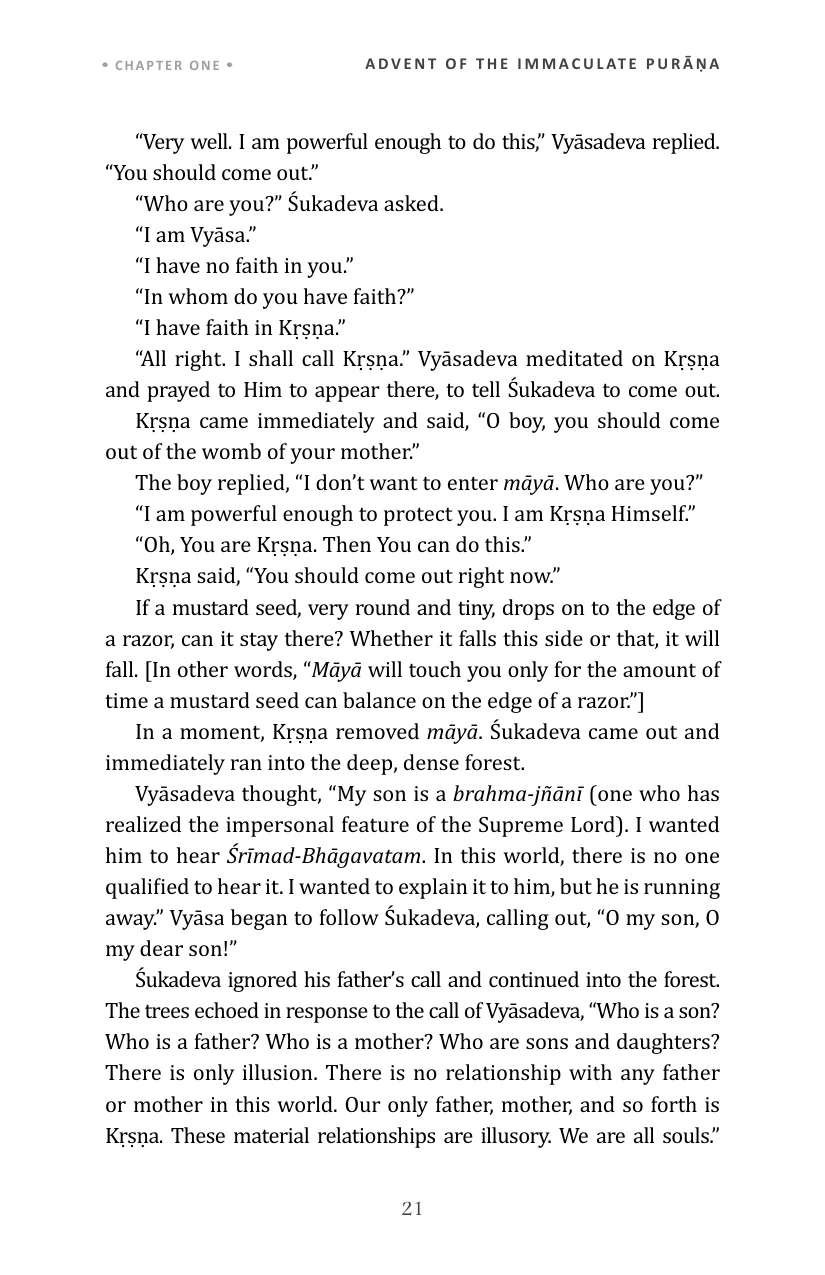 • CHAPTER ONE • ADVENT OF THE IMMACULATE PURĀṆA
“Very well. I am powerful enough to do this,” Vyāsadeva replied.
“You should come out.”
“Who are you?” Śukadeva asked.
“I am Vyāsa.”
“I have no faith in you.”
“In whom do you have faith?”
“I have faith in Kṛṣṇa.”
“All right. I shall call Kṛṣṇa.” Vyāsadeva meditated on Kṛṣṇa
and prayed to Him to appear there, to tell Śukadeva to come out.
Kṛṣṇa came immediately and said, “O boy, you should come
out of the womb of your mother.”
The boy replied, “I don’t want to enter māyā. Who are you?”
“I am powerful enough to protect you. I am Kṛṣṇa Himself.”
“Oh, You are Kṛṣṇa. Then You can do this.”
Kṛṣṇa said, “You should come out right now.”
If a mustard seed, very round and tiny, drops on to the edge of
a razor, can it stay there? Whether it falls this side or that, it will
fall. [In other words, “Māyā will touch you only for the amount of
time a mustard seed can balance on the edge of a razor.”]
In a moment, Kṛṣṇa removed māyā. Śukadeva came out and
immediately ran into the deep, dense forest.
Vyāsadeva thought, “My son is a brahma-jñānī (one who has
realized the impersonal feature of the Supreme Lord). I wanted
him to hear Śrīmad-Bhāgavatam. In this world, there is no one
qualified to hear it. I wanted to explain it to him, but he is running
away.” Vyāsa began to follow Śukadeva, calling out, “O my son, O
my dear son!”
Śukadeva ignored his father’s call and continued into the forest.
The trees echoed in response to the call of Vyāsadeva, “Who is a son?
Who is a father? Who is a mother? Who are sons and daughters?
There is only illusion. There is no relationship with any father
or mother in this world. Our only father, mother, and so forth is
Kṛṣṇa. These material relationships are illusory. We are all souls.”
21